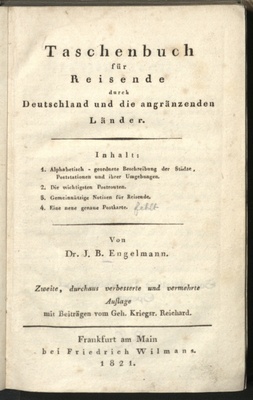 Taschenbuch
für
Reisende
durch
Deutschland und die angränzenden
Länder.
Inhalt:
1. Alphabetisch - geordnete Beschreibung der Städte,
Poststationen und ihrer Umgebungen.
2. Die wichtigsten Postrouten.
3. Gemeinnützige Notizen für Reisende.
4. Eine neue genaue Postkarte.
Von
Dr. J. B. Engelmann.
Zweite, durchaus verbesserte und vermehrte
Auflage
mit Beiträgen vom Geh. Kriegsr. Reichard.
Frankfurt am Main
bei Friedrich Wilmans.
1821.